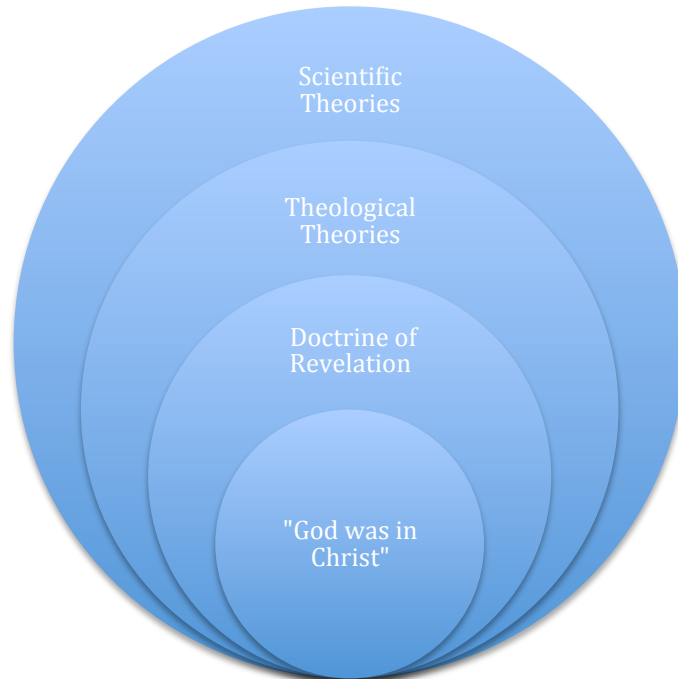 Scientific
Theories
Theological
Theories
Doctrine of
Revelation
"God was in
Christ"